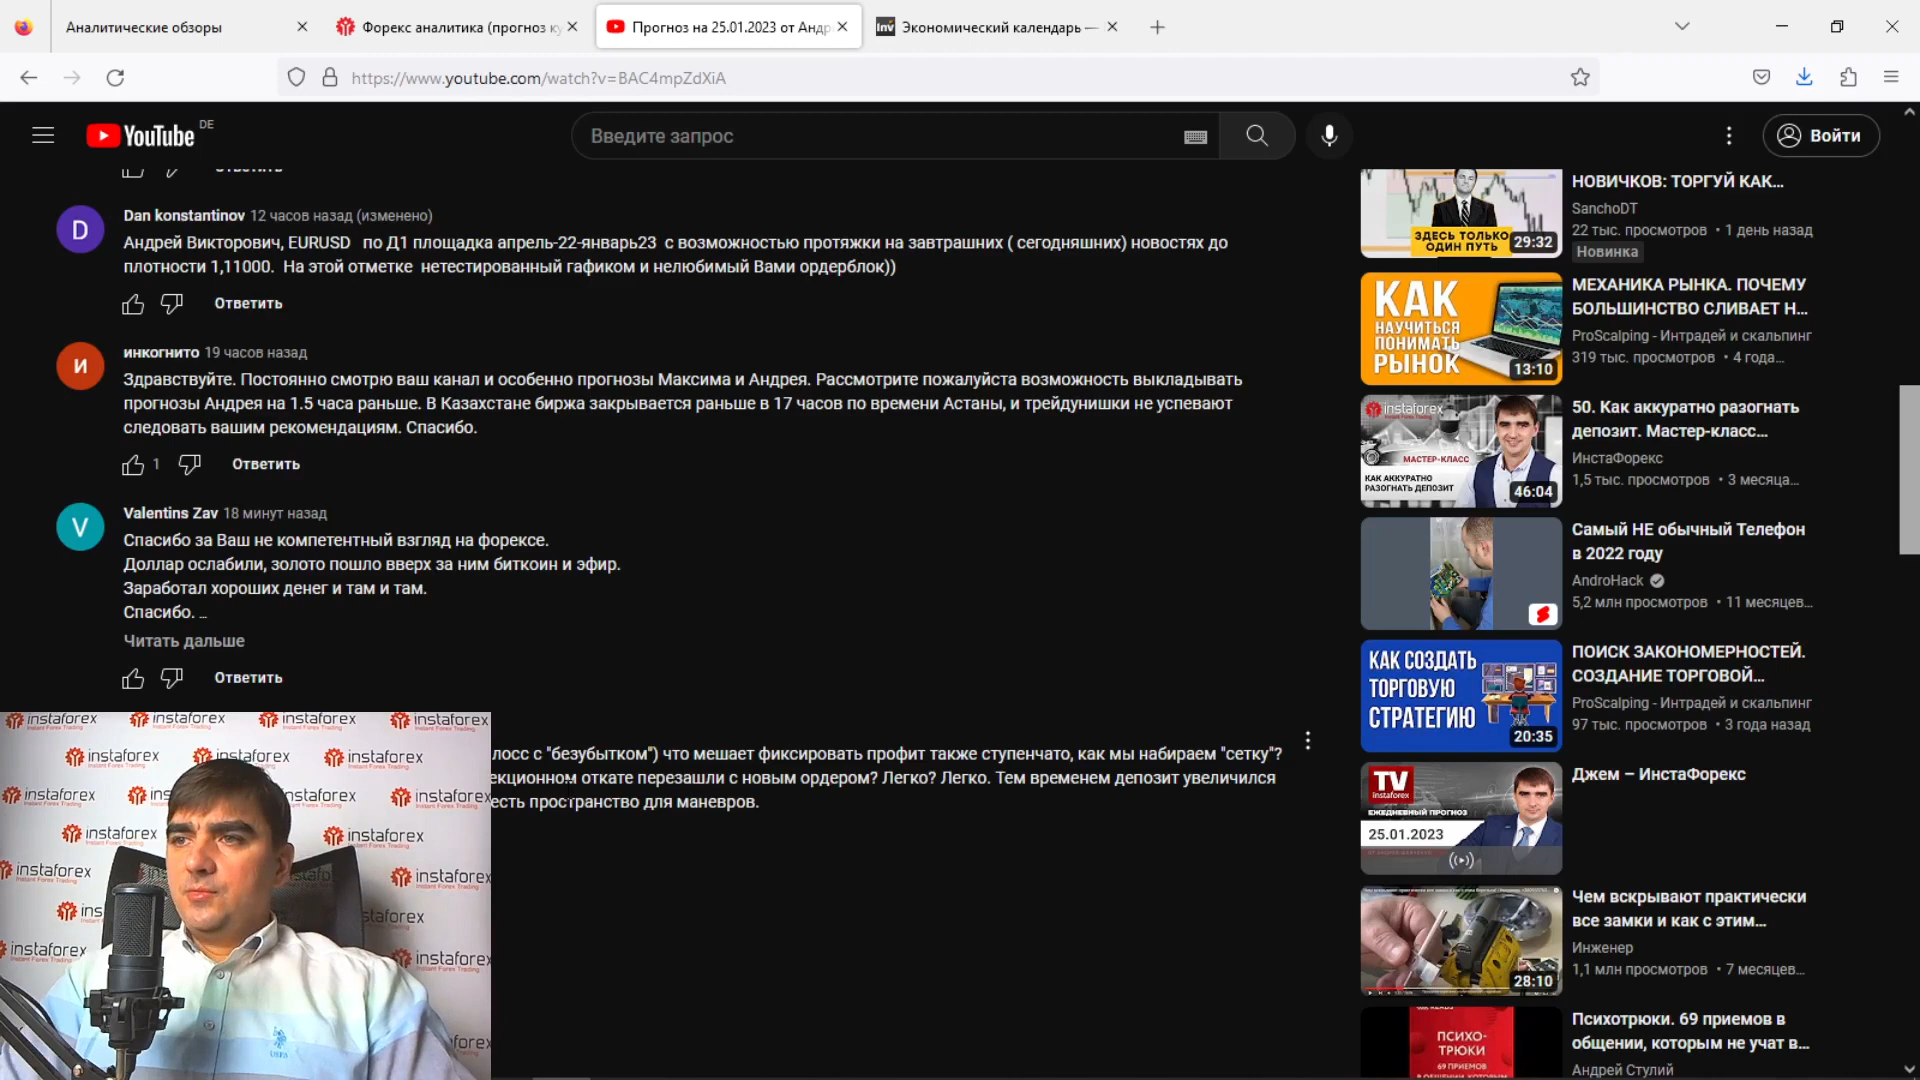 Аналитические обзоры
Форекс аналитика (прогноз ку
Прогноз на 25.01.2023 от Андр
Экономический календарь —
https://www.youtube.com/watch?v=BAC4mpZdXiA
YouTube DE
Введите запрос
Войти
Ответить
Dan konstantinov 12 часов назад (изменено)
Андрей Викторович, EURUSD по Д1 площадка апрель-22-январь23 с возможностью протяжки на завтрашних ( сегодняшних) новостях до
плотности 1,11000. На этой отметке нетестированный гафиком и нелюбимый Вами ордерблок))
Ответить
инкогнито 19 часов назад
Здравствуйте. Постоянно смотрю ваш канал и особенно прогнозы Максима и Андрея. Рассмотрите пожалуйста возможность выкладывать
прогнозы Андрея на 1.5 часа раньше. В Казахстане биржа закрывается раньше в 17 часов по времени Астаны, и трейдунишки не успевают
следовать вашим рекомендациям. Спасибо.
1 Ответить
Valentins Zav 18 минут назад
Спасибо за Ваш не компетентный взгляд на форексе.
Доллар ослабили, золото пошло вверх за ним биткоин и эфир.
Заработал хороших денег и там и там.
Спасибо. ...
Читать дальше
Ответить
лосс с "безубытком") что мешает фиксировать профит также ступенчато, как мы набираем "сетку"?
екционном откате перезашли с новым ордером? Легко? Легко. Тем временем депозит увеличился
есть пространство для маневров.
ЗДЕСЬ ТОЛЬКО
ОДИН ПУТЬ
29:32
НОВИЧКОВ: ТОРГУЙ КАК...
SanchoDT
22 тыс. просмотров • 1 день назад
Новинка
КАК
НАУЧИТЬСЯ
ПОНИМАТЬ
РЫНОК
13:10
МЕХАНИКА РЫНКА. ПОЧЕМУ
БОЛЬШИНСТВО СЛИВАЕТ Н...
ProScalping - Интрадей и скальпинг
319 тыс. просмотров • 4 года...
instaforex
МАСТЕР-КЛАСС
КАК АККУРАТНО
РАЗОГНАТЬ ДЕПОЗИТ
46:04
50. Как аккуратно разогнать
депозит. Мастер-класс...
ИнстаФорекс
1,5 тыс. просмотров • 3 месяца...
Самый НЕ обычный Телефон
в 2022 году
AndroHack
5,2 млн просмотров • 11 месяцев...
КАК СОЗДАТЬ
ТОРГОВУЮ
СТРАТЕГИЮ
20:35
ПОИСК ЗАКОНОМЕРНОСТЕЙ.
СОЗДАНИЕ ТОРГОВОЙ...
ProScalping - Интрадей и скальпинг
97 тыс. просмотров • 3 года назад
TV
instaforex
ЕЖЕДНЕВНЫЙ ПРОГНОЗ
25.01.2023
Джем – ИнстаФорекс
28:10
Чем вскрывают практически
все замки и как с этим...
Инженер
1,1 млн просмотров • 7 месяцев...
ПСИХО-
ТРЮКИ
69 ПРИЕМОВ
Психотрюки. 69 приемов в
общении, которым не учат в...
Андрей Стулий
instaforex
Instant Forex Trading